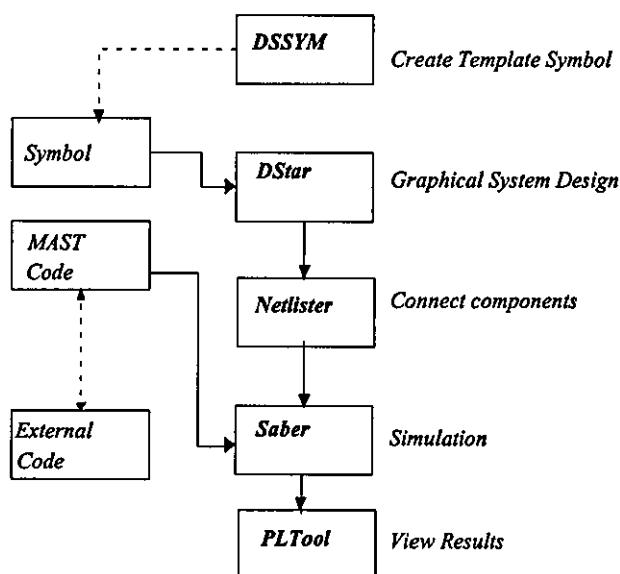 DSSYM
Create Template Symbol
Symbol
DStar
Graphical System Design
MAST
Code
Netlister
Connect components
External
Code
Saber
Simulation
PLTool
View Results